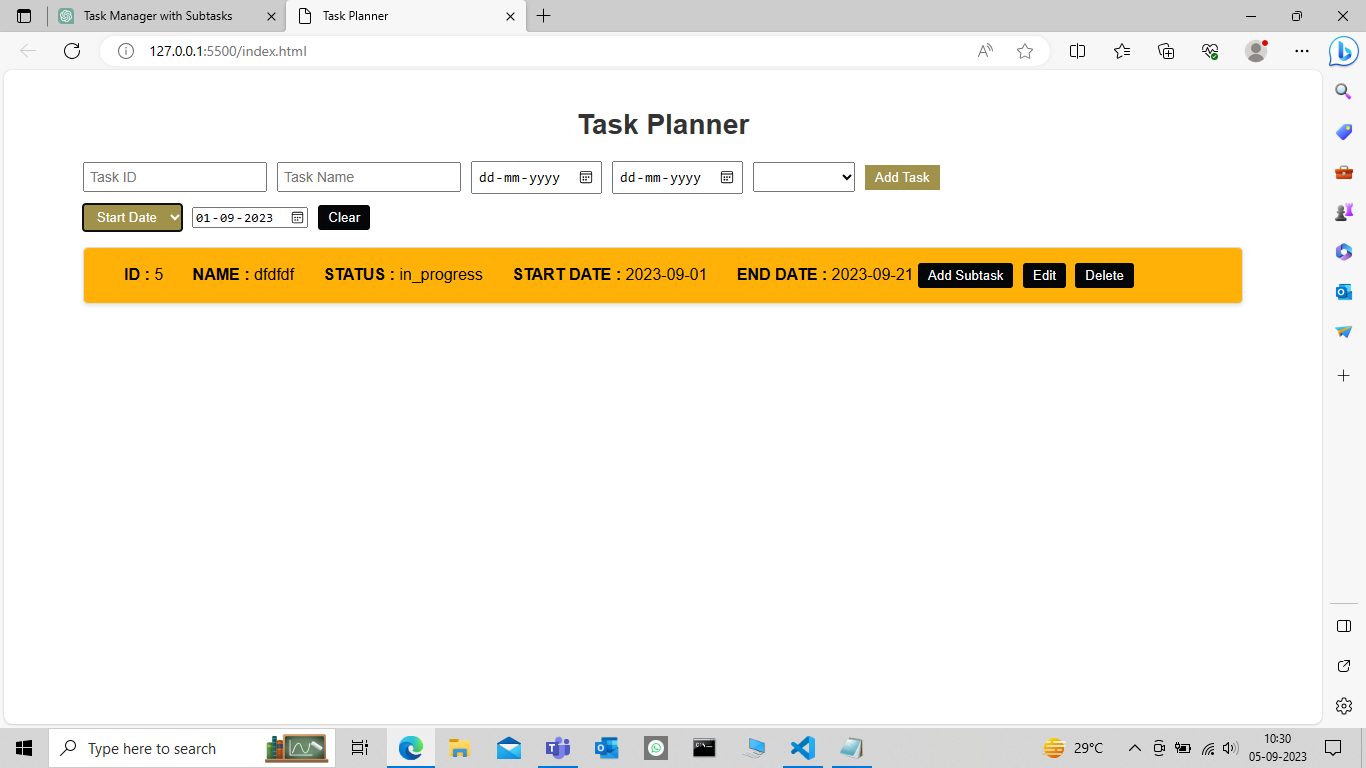 Task Manager with Subtasks
Task Planner
127.0.0.1:5500/index.html
Task Planner
Task ID Task Name dd-mm-yyyy dd-mm-yyyy Add Task
Start Date 01-09-2023 Clear
ID : 5 NAME : dfdfdf STATUS : in_progress START DATE : 2023-09-01 END DATE : 2023-09-21 Add Subtask Edit Delete
Type here to search
29°C
10:30
05-09-2023